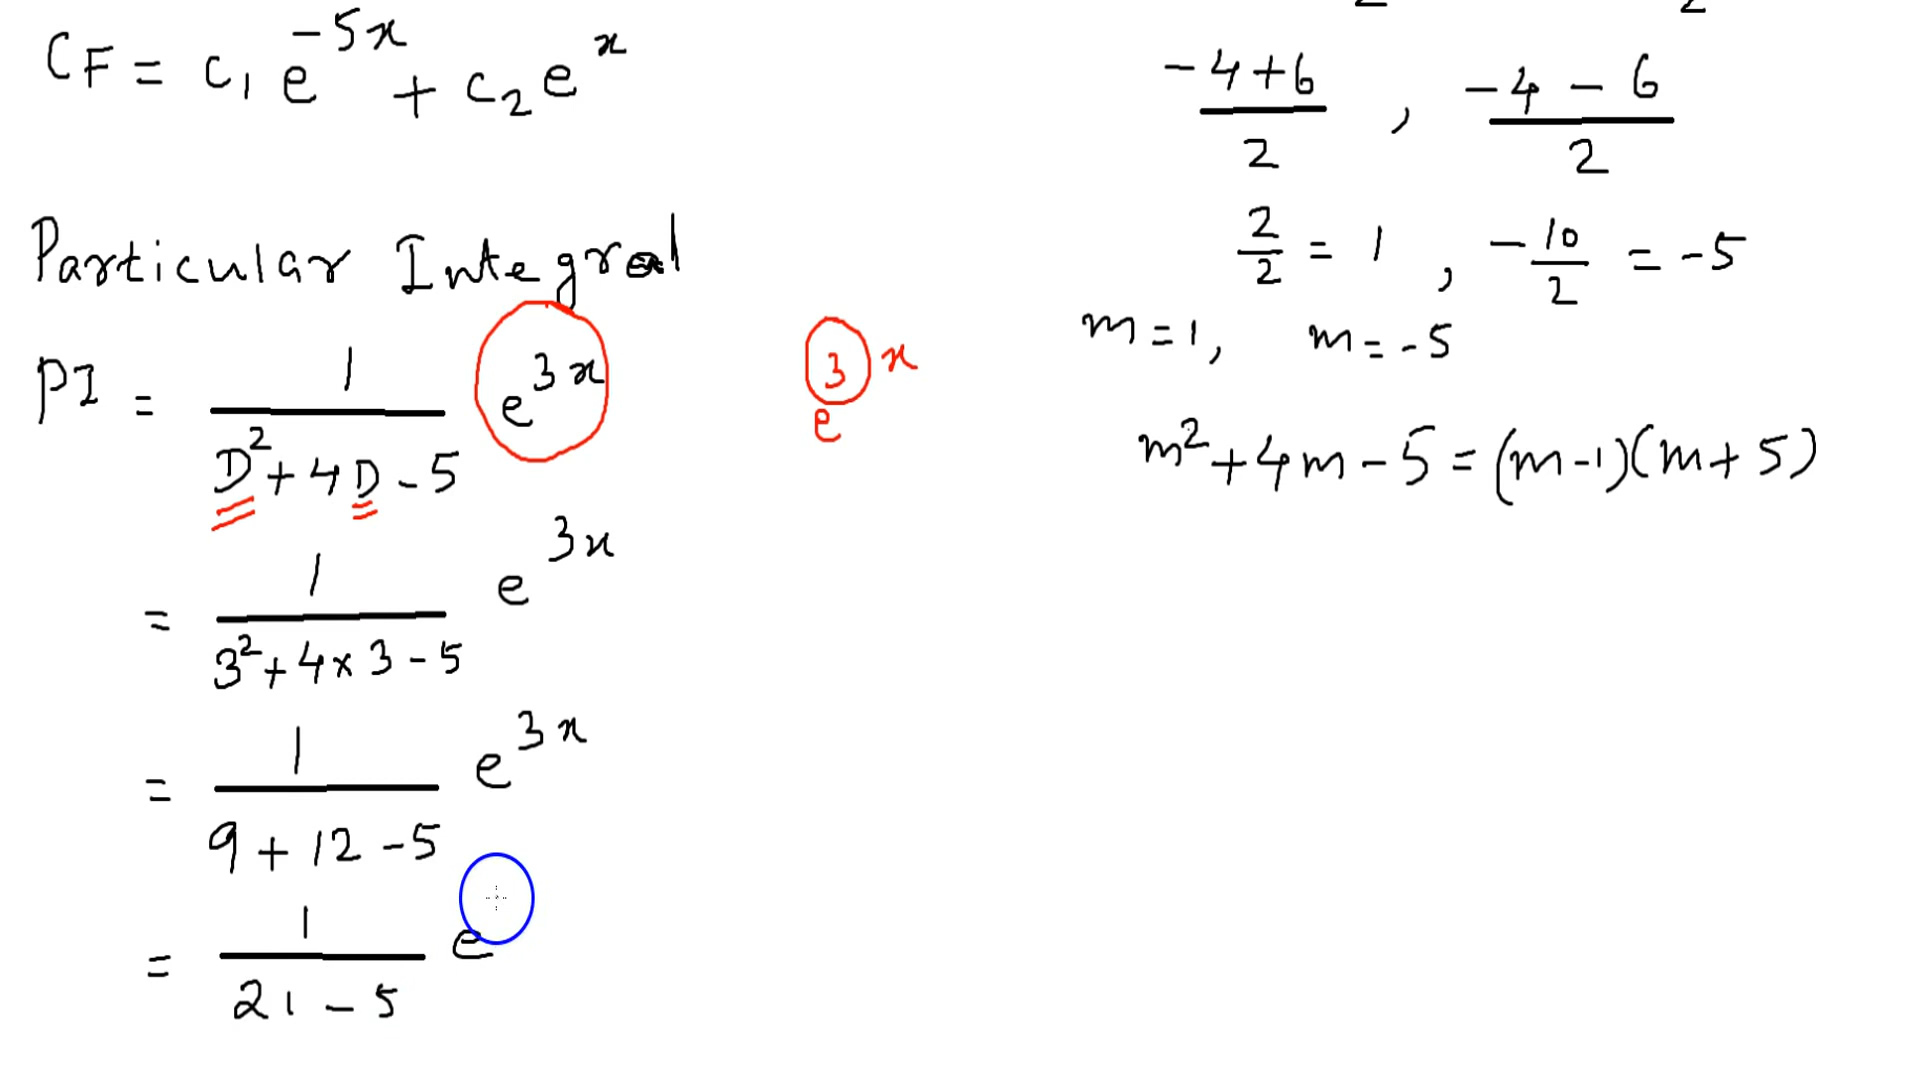 CF = c₁ e^{-5x} + c₂ e^{x}
Particular Integral
PI = 1/(D² + 4D - 5) e^{3x}
= 1/(3² + 4 × 3 - 5) e^{3x}
= 1/(9 + 12 - 5) e^{3x}
= 1/(21 - 5) e
e^{3x}
(-4+6)/2 , (-4 - 6)/2
2/2 = 1 , -10/2 = -5
m = 1, m = -5
m² + 4m - 5 = (m - 1)(m + 5)